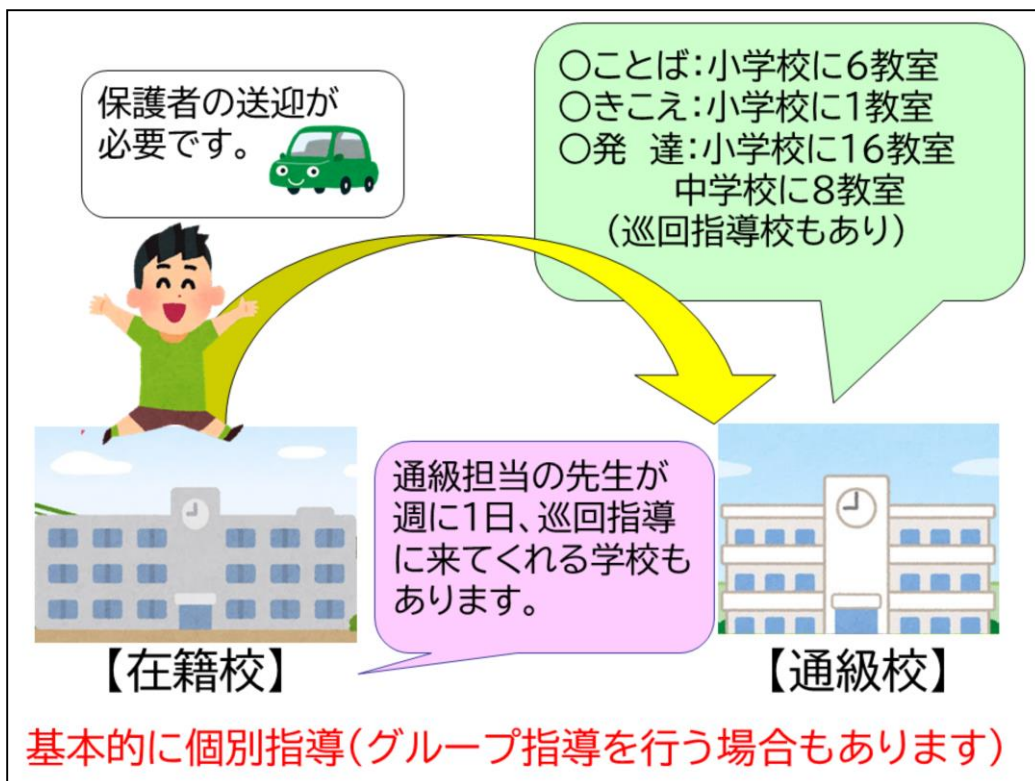 保護者の送迎が
必要です。
○ことば:小学校に6教室
○きこえ:小学校に1教室
○発　達:小学校に16教室
中学校に8教室
(巡回指導校もあり)
通級担当の先生が
週に1日、巡回指導
に来てくれる学校も
あります。
【在籍校】
【通級校】
基本的に個別指導(グループ指導を行う場合もあります)